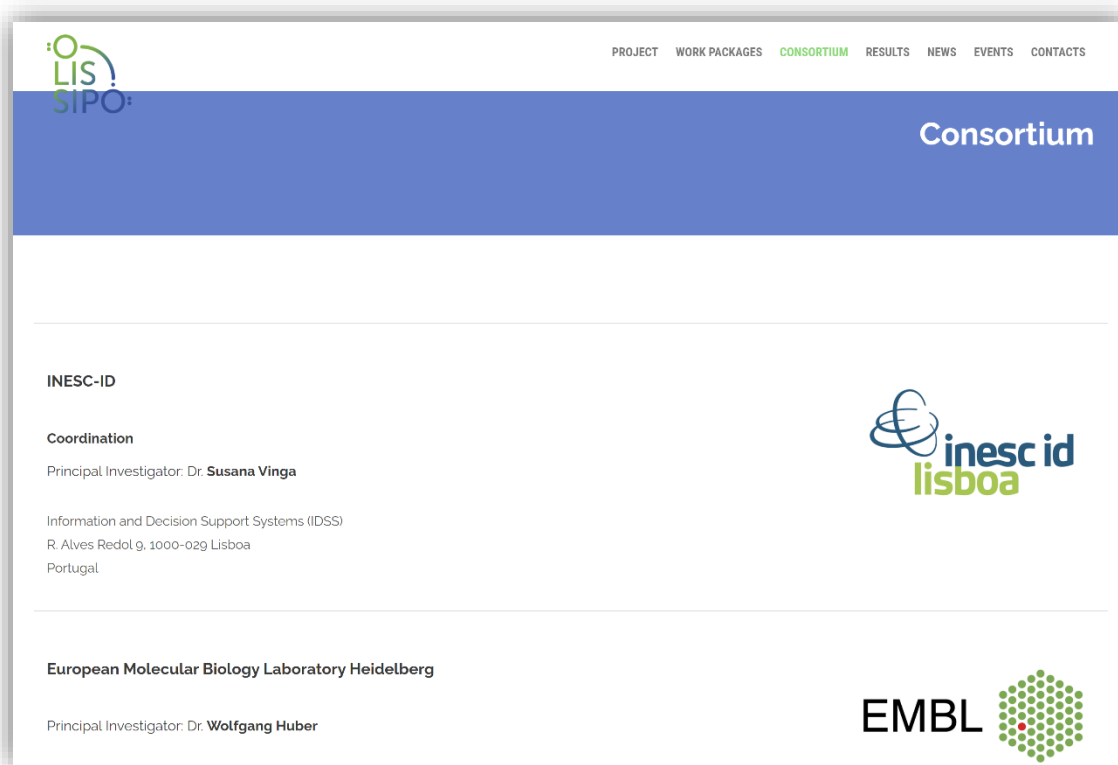 :O
LIS
SIPO:
PROJECT WORK PACKAGES CONSORTIUM RESULTS NEWS EVENTS CONTACTS
Consortium
INESC-ID
Coordination
Principal Investigator: Dr. Susana Vinga
Information and Decision Support Systems (IDSS)
R. Alves Redol 9, 1000-029 Lisboa
Portugal
inesc id
lisboa
European Molecular Biology Laboratory Heidelberg
Principal Investigator: Dr. Wolfgang Huber
EMBL